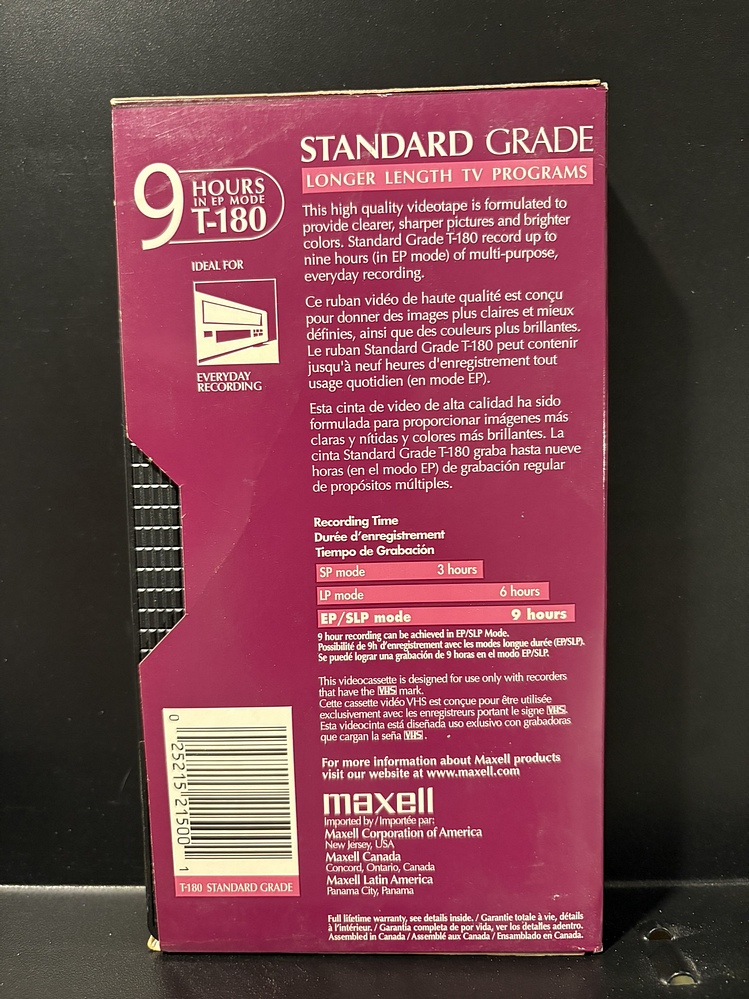 9 HOURS
IN EP MODE
T-180
IDEAL FOR
EVERYDAY
RECORDING
STANDARD GRADE
LONGER LENGTH TV PROGRAMS
This high quality videotape is formulated to
provide clearer, sharper pictures and brighter
colors. Standard Grade T-180 record up to
nine hours (in EP mode) of multi-purpose,
everyday recording.
Ce ruban vidéo de haute qualité est conçu
pour donner des images plus claires et mieux
définies, ainsi que des couleurs plus brillantes.
Le ruban Standard Grade T-180 peut contenir
jusqu'à neuf heures d'enregistrement tout
usage quotidien (en mode EP).
Esta cinta de video de alta calidad ha sido
formulada para proporcionar imágenes más
claras y nítidas y colores más brillantes. La
cinta Standard Grade T-180 graba hasta nueve
horas (en el modo EP) de grabación regular
de propósitos múltiples.
Recording Time
Durée d'enregistrement
Tiempo de Grabación
SP mode 3 hours
LP mode 6 hours
EP/SLP mode 9 hours
9 hour recording can be achieved in EP/SLP Mode.
Possibilité de 9h d'enregistrement avec les modes longue durée (EP/SLP).
Se puedé lograr una grabación de 9 horas en el modo EP/SLP.
This videocassette is designed for use only with recorders
that have the VHS mark.
Cette cassette vidéo VHS est conçue pour être utilisée
exclusivement avec les enregistreurs portant le signe VHS.
Esta videocinta está diseñada uso exlusivo con grabadoras
que cargan la seña VHS.
For more information about Maxell products
visit our website at www.maxell.com
maxell
Imported by / Importée par:
Maxell Corporation of America
New Jersey, USA
Maxell Canada
Concord, Ontario, Canada
Maxell Latin America
Panama City, Panama
Full lifetime warranty, see details inside. / Garantie totale à vie, détails
à l'intérieur. / Garantia completa de por vida, ver los detalles adentro.
Assembled in Canada / Assemblé aux Canada / Ensamblado en Canada.
0 25215 21500 1
T-180 STANDARD GRADE